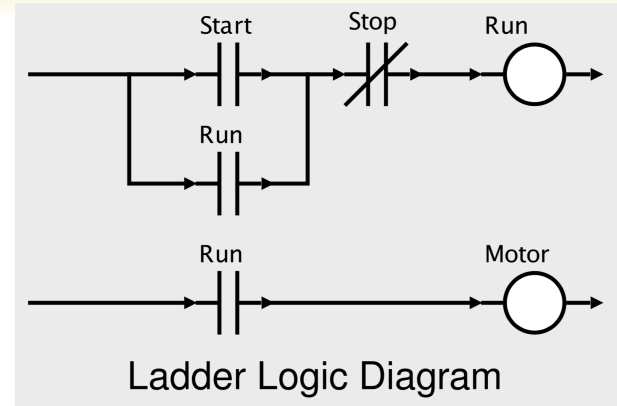 Start Stop Run
Run
Run Motor
Ladder Logic Diagram